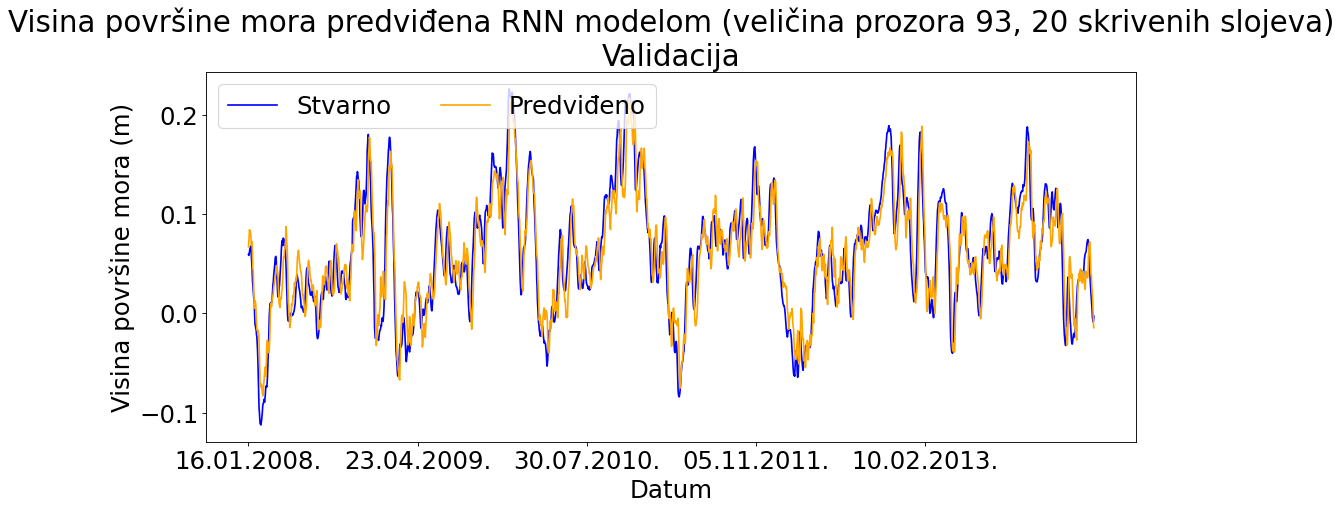 Visina površine mora predviđena RNN modelom (veličina prozora 93, 20 skrivenih slojeva)
Validacija
Stvarno Predviđeno
Visina površine mora (m)
0.2
0.1
0.0
−0.1
16.01.2008. 23.04.2009. 30.07.2010. 05.11.2011. 10.02.2013.
Datum